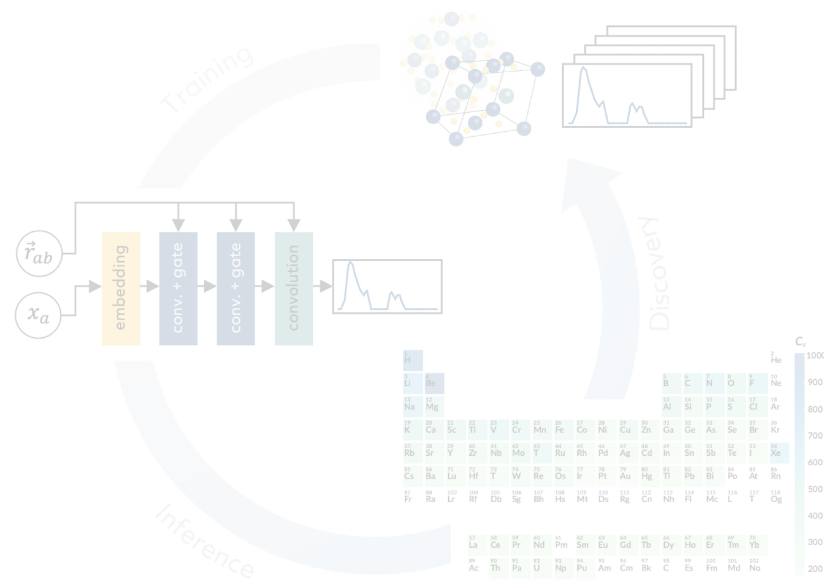 Training
r⃗ab
xa
embedding
conv. + gate
conv. + gate
convolution
Discovery
Inference
Cv
1000
900
800
700
600
500
400
300
200
H He
Li Be B C N O F Ne
Na Mg Al Si P S Cl Ar
K Ca Sc Ti V Cr Mn Fe Co Ni Cu Zn Ga Ge As Se Br Kr
Rb Sr Y Zr Nb Mo T Ru Rh Pd Ag Cd In Sn Sb Te I Xe
Cs Ba Lu Hf T W Re Os Ir Pt Au Hg Tl Pb Bi Po At Rn
Fr Ra Lr Rf Db Sg Bh Hs Mt Ds Rg Cn Nh Fl Mc L T Og
La Ce Pr Nd Pm Sm Eu Gd Tb Dy Ho Er Tm Yb
Ac Th Pa U Np Pu Am Cm Bk C Es Fm Md No